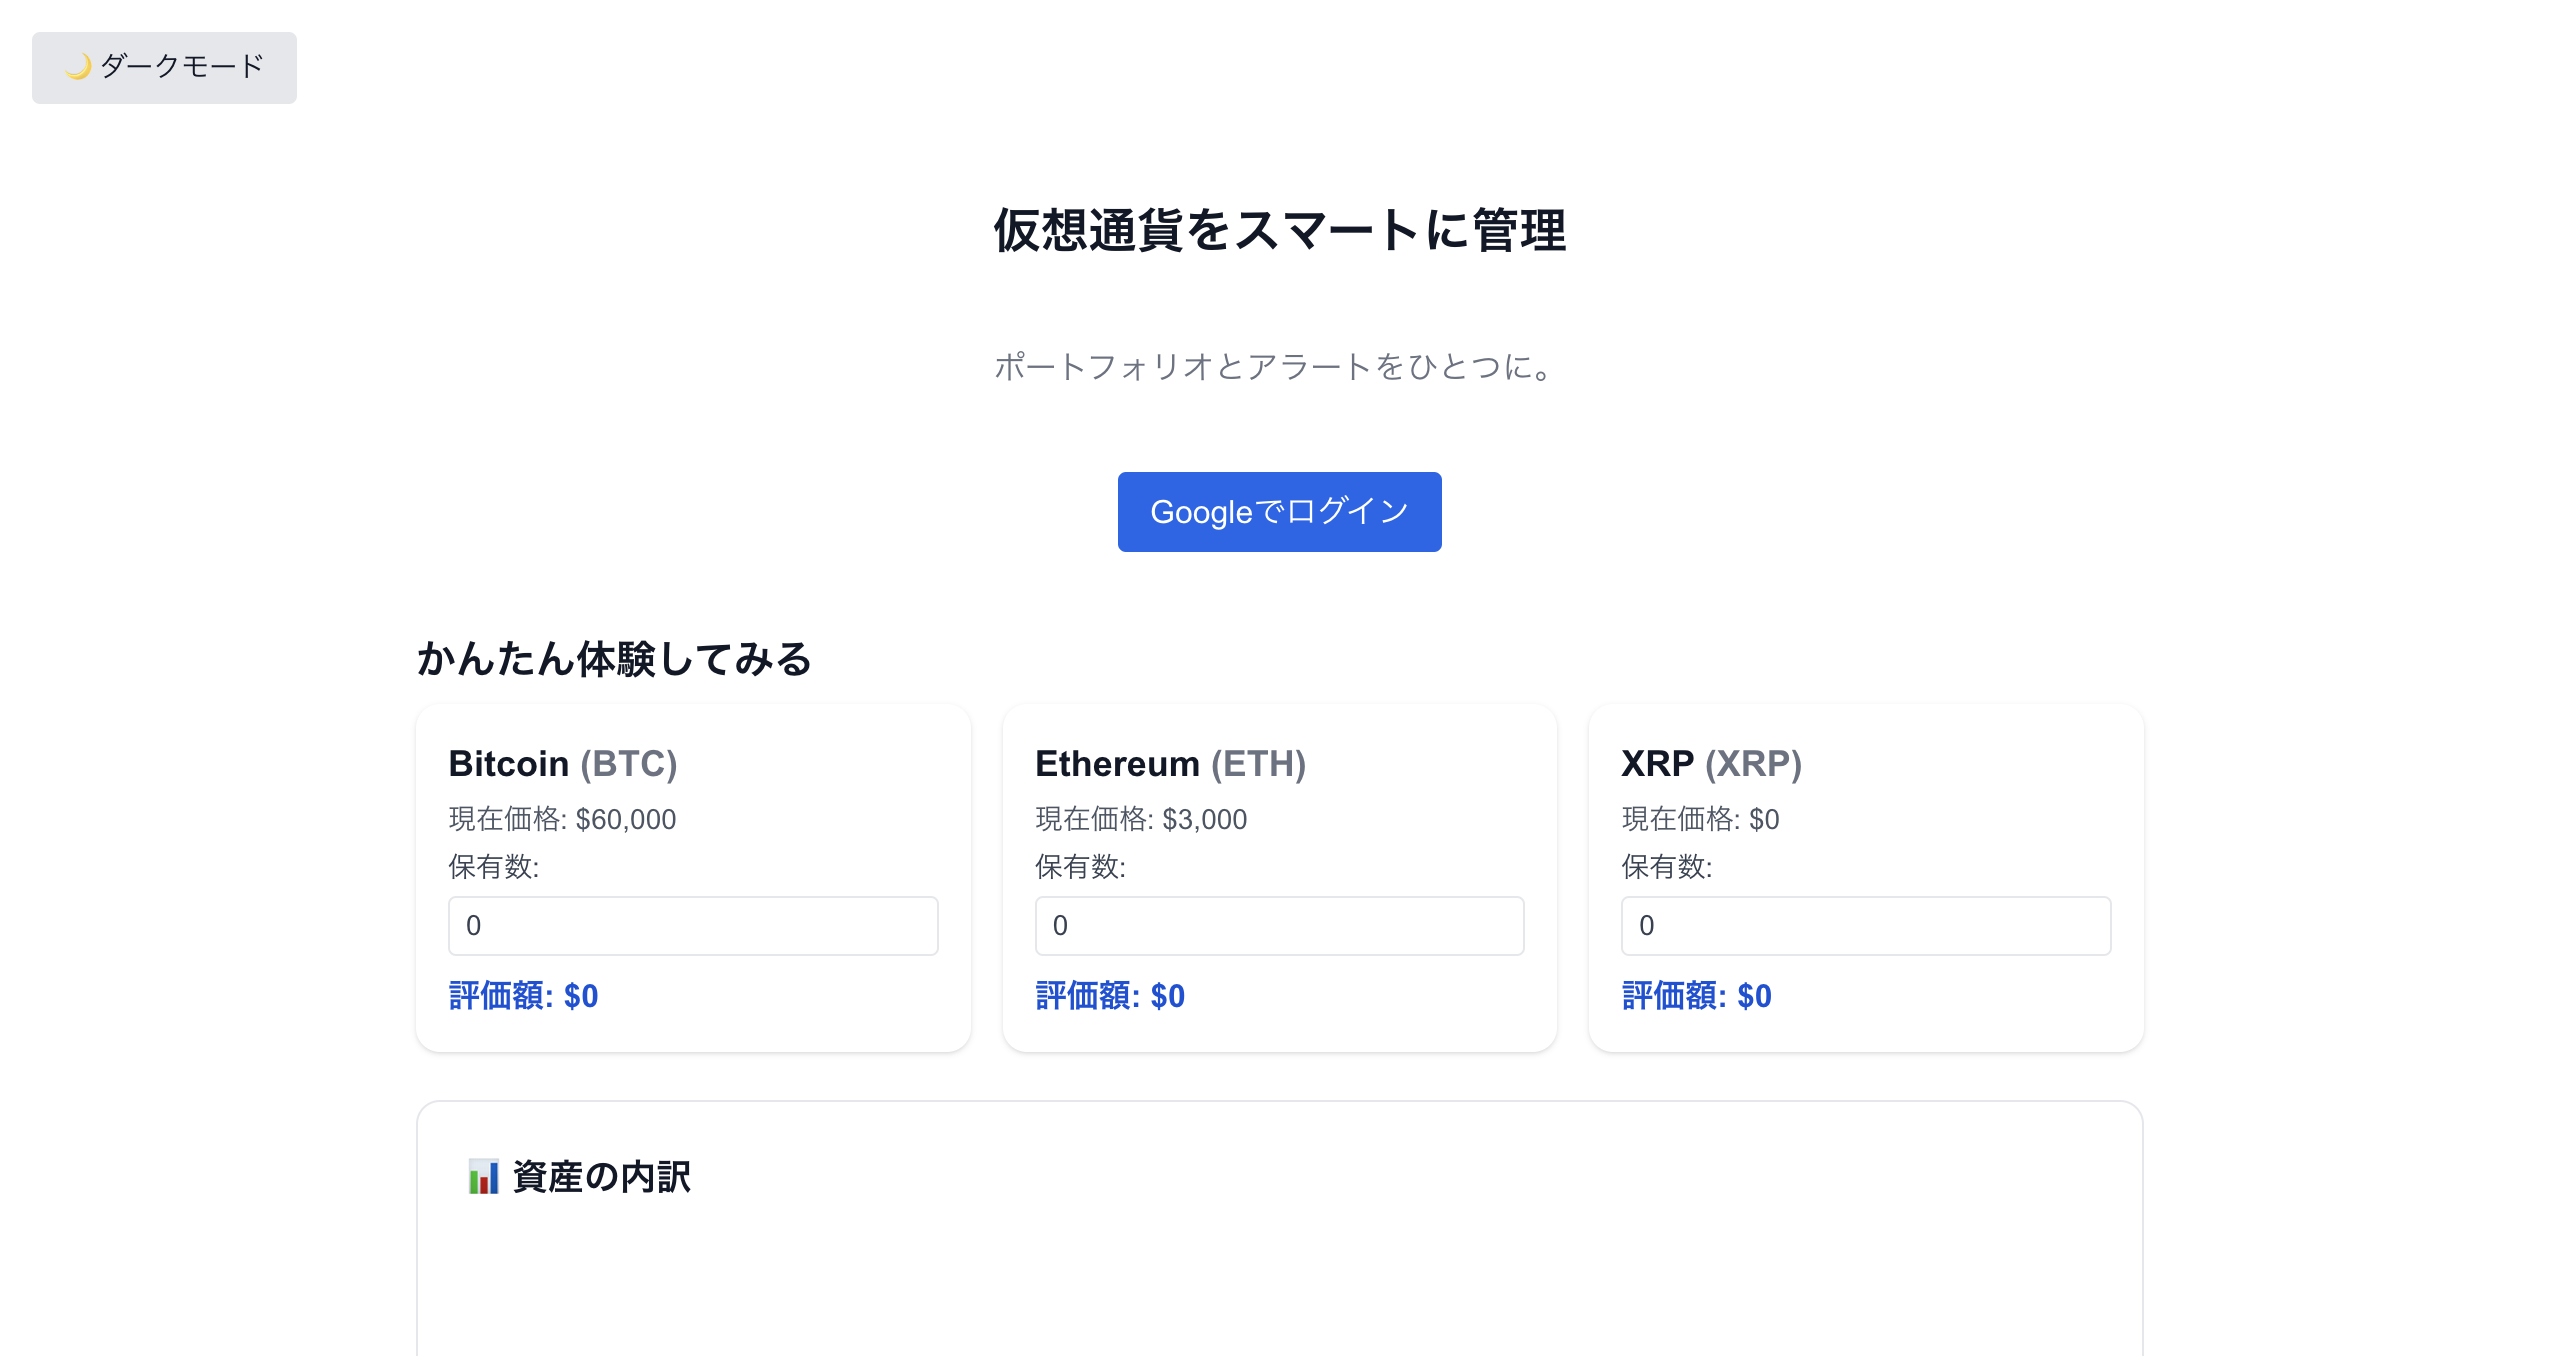 🌙 ダークモード
仮想通貨をスマートに管理
ポートフォリオとアラートをひとつに。
Googleでログイン
かんたん体験してみる
Bitcoin (BTC)
現在価格: $60,000
保有数:
0
評価額: $0
Ethereum (ETH)
現在価格: $3,000
保有数:
0
評価額: $0
XRP (XRP)
現在価格: $0
保有数:
0
評価額: $0
📊 資産の内訳